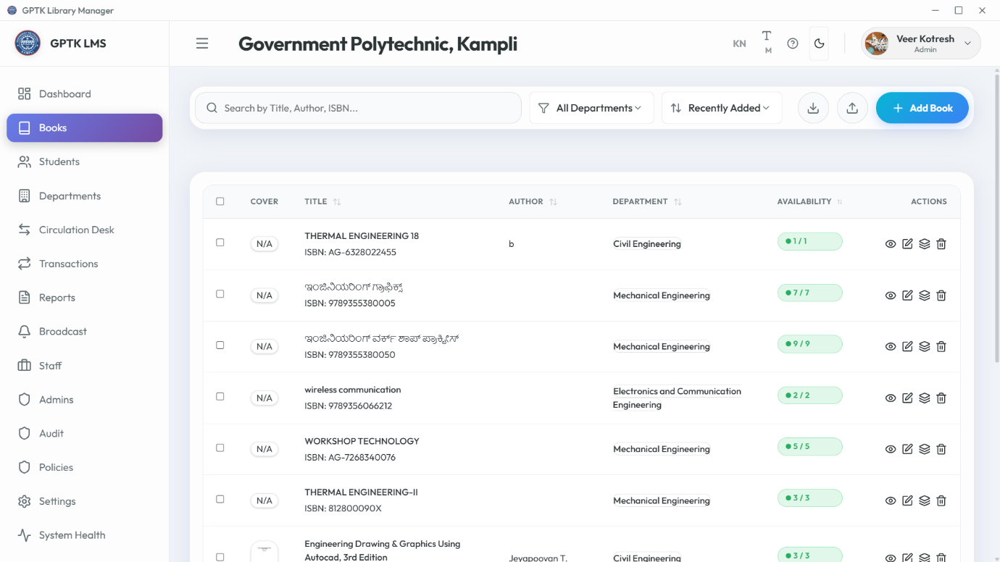 GPTK Library Manager
GPTK LMS
Government Polytechnic, Kampli
KN
T
M
Veer Kotresh
Admin
Dashboard
Books
Students
Departments
Circulation Desk
Transactions
Reports
Broadcast
Staff
Admins
Audit
Policies
Settings
System Health
Search by Title, Author, ISBN...
All Departments
Recently Added
Add Book
COVER TITLE AUTHOR DEPARTMENT AVAILABILITY ACTIONS
N/A
THERMAL ENGINEERING 18
ISBN: AG-6328022455
b
Civil Engineering
1 / 1
N/A
ಇಂಜಿನಿಯರಿಂಗ್ ಗ್ರಾಫಿಕ್ಸ್
ISBN: 9789355380005
Mechanical Engineering
7 / 7
N/A
ಇಂಜಿನಿಯರಿಂಗ್ ವರ್ಕ್ ಶಾಪ್ ಪ್ರಾಕ್ಟೀಸ್
ISBN: 9789355380050
Mechanical Engineering
9 / 9
N/A
wireless communication
ISBN: 9789356066212
Electronics and Communication
Engineering
2 / 2
N/A
WORKSHOP TECHNOLOGY
ISBN: AG-7268340076
Mechanical Engineering
5 / 5
N/A
THERMAL ENGINEERING-II
ISBN: 812800090X
Mechanical Engineering
3 / 3
Engineering Drawing & Graphics Using
Autocad, 3rd Edition
Jeyapoovan T.
Civil Engineering
3 / 3